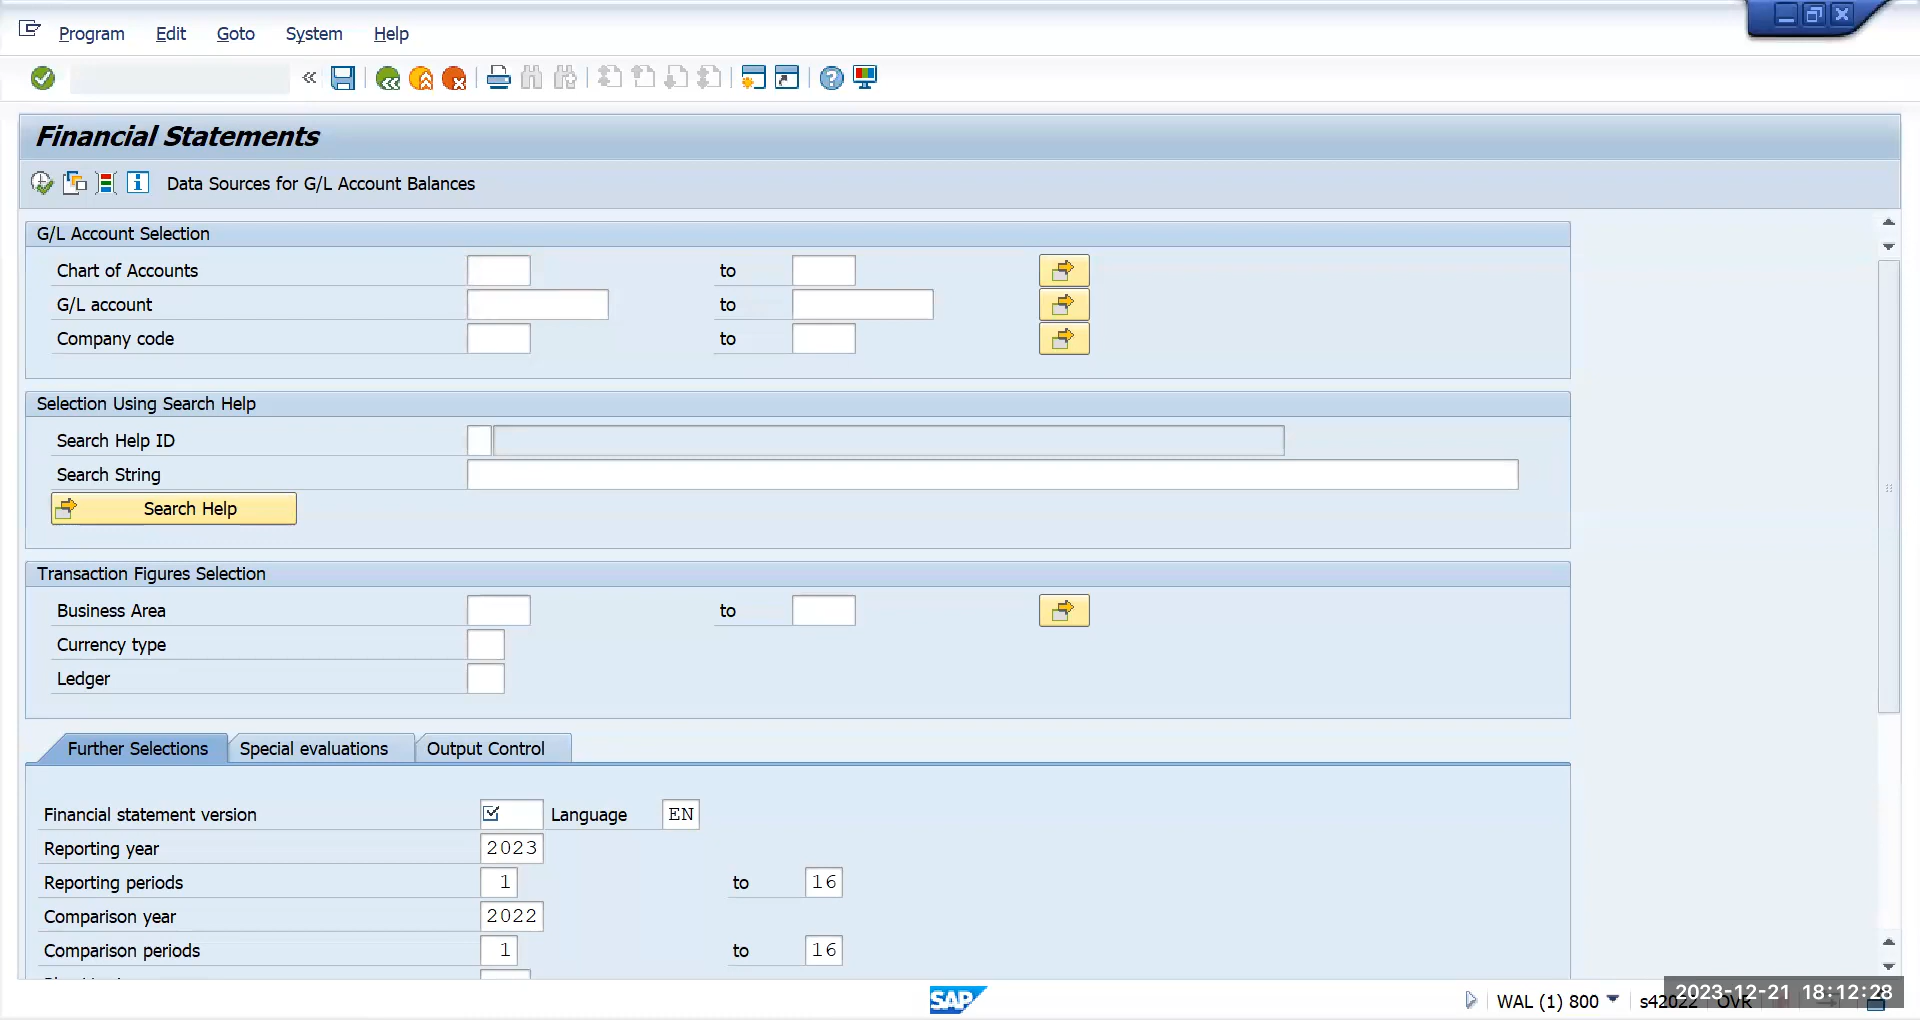 Program Edit Goto System Help
Financial Statements
Data Sources for G/L Account Balances
G/L Account Selection
Chart of Accounts to
G/L account to
Company code to
Selection Using Search Help
Search Help ID
Search String
Search Help
Transaction Figures Selection
Business Area to
Currency type
Ledger
Further Selections Special evaluations Output Control
Financial statement version Language EN
Reporting year 2023
Reporting periods 1 to 16
Comparison year 2022
Comparison periods 1 to 16
SAP WAL (1) 800 s42022 OVR
2023-12-21 18:12:28